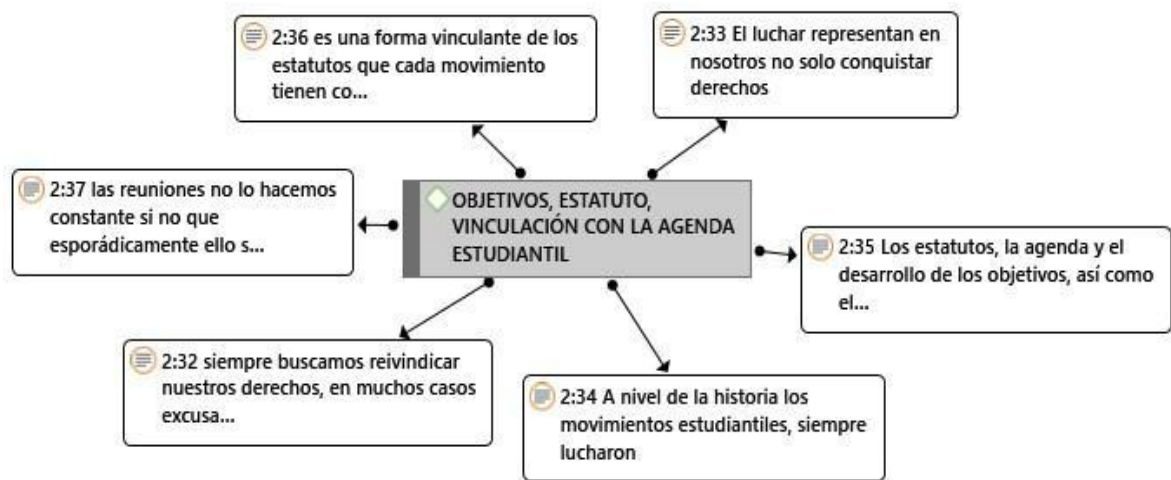 2:36 es una forma vinculante de los
estatutos que cada movimiento
tienen co...
2:33 El luchar representan en
nosotros no solo conquistar
derechos
2:37 las reuniones no lo hacemos
constante si no que
esporádicamente ello s...
OBJETIVOS, ESTATUTO,
VINCULACIÓN CON LA AGENDA
ESTUDIANTIL
2:35 Los estatutos, la agenda y el
desarrollo de los objetivos, así como
el...
2:32 siempre buscamos reivindicar
nuestros derechos, en muchos casos
excusa...
2:34 A nivel de la historia los
movimientos estudiantiles, siempre
lucharon